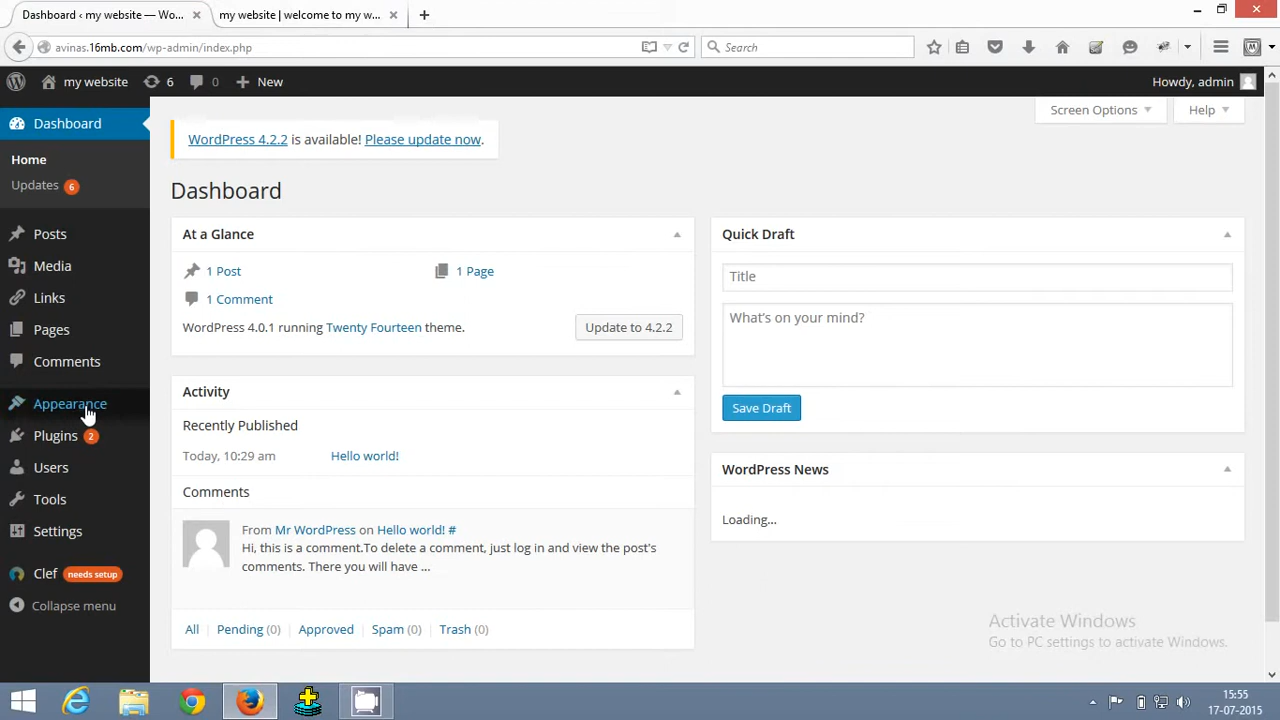 Dashboard ‹ my website — Wo...
my website | welcome to my w...
avinas.16mb.com/wp-admin/index.php
Search
my website
6
0
New
Howdy, admin
Dashboard
Screen Options
Help
WordPress 4.2.2 is available! Please update now.
Home
Updates 6
Dashboard
Posts
Media
Links
Pages
Comments
Appearance
Plugins 2
Users
Tools
Settings
Clef needs setup
Collapse menu
At a Glance
1 Post
1 Page
1 Comment
WordPress 4.0.1 running Twenty Fourteen theme.
Update to 4.2.2
Activity
Recently Published
Today, 10:29 am
Hello world!
Comments
From Mr WordPress on Hello world! #
Hi, this is a comment.To delete a comment, just log in and view the post's
comments. There you will have ...
All | Pending (0) | Approved | Spam (0) | Trash (0)
Quick Draft
Title
What's on your mind?
Save Draft
WordPress News
Loading...
Activate Windows
Go to PC settings to activate Windows.
15:55
17-07-2015